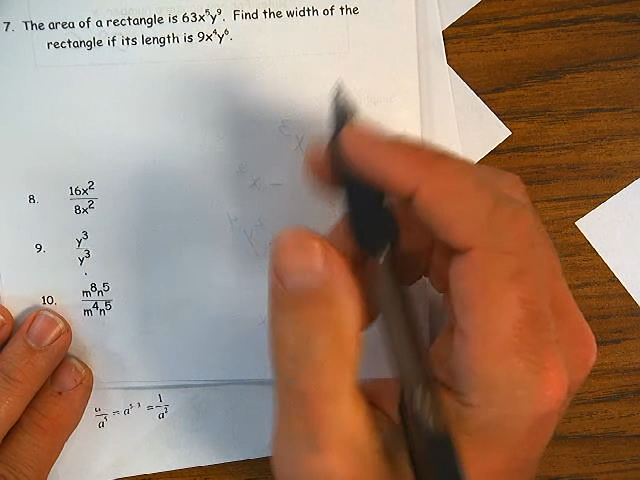 7. The area of a rectangle is 63x⁵y⁹. Find the width of the
rectangle if its length is 9x⁴y⁶.
8. 16x²/8x²
9. y³/y³
10. m⁸n⁵/m⁴n⁵